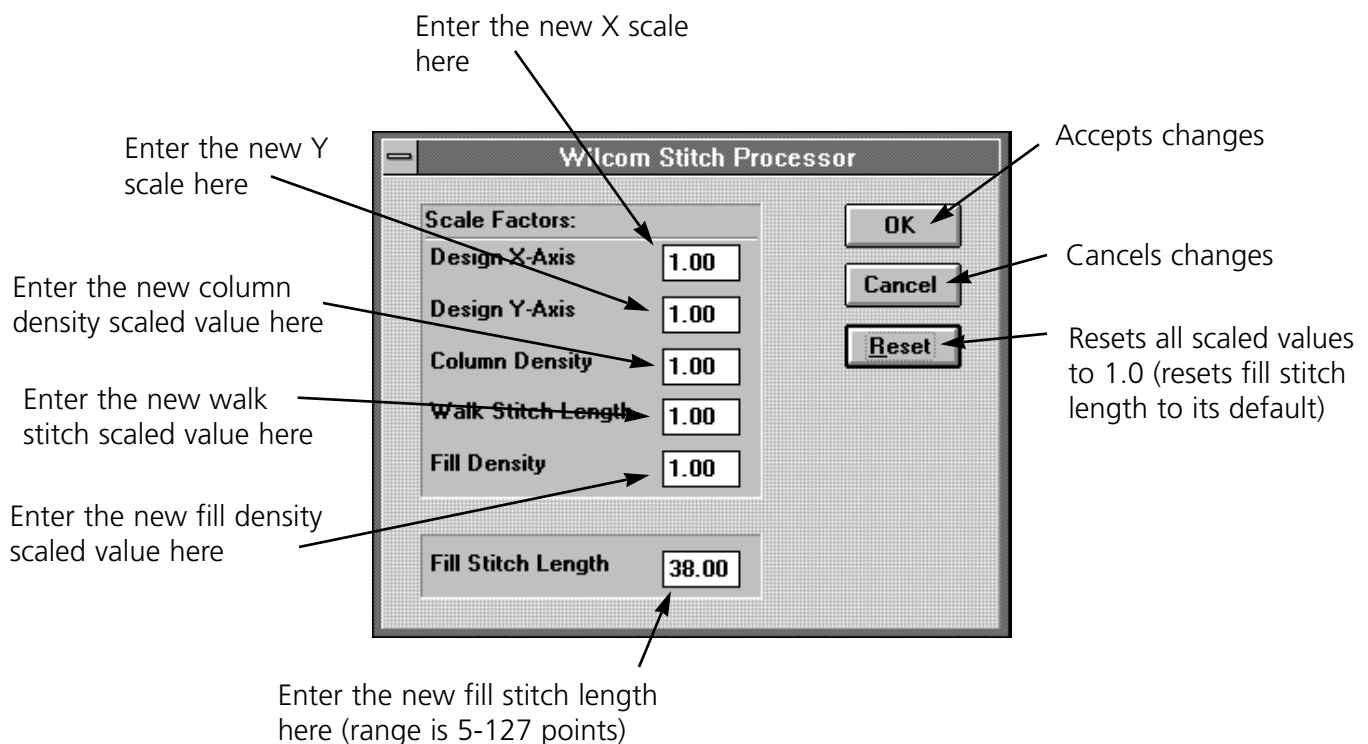 Enter the new X scale
here
Enter the new Y
scale here
Accepts changes
Wilcom Stitch Processor
Scale Factors:
OK
Design X-Axis 1.00
Cancels changes
Cancel
Enter the new column
density scaled value here
Design Y-Axis 1.00
Reset
Resets all scaled values
to 1.0 (resets fill stitch
length to its default)
Column Density 1.00
Enter the new walk
stitch scaled value here
Walk Stitch Length 1.00
Fill Density 1.00
Enter the new fill density
scaled value here
Fill Stitch Length 38.00
Enter the new fill stitch length
here (range is 5-127 points)